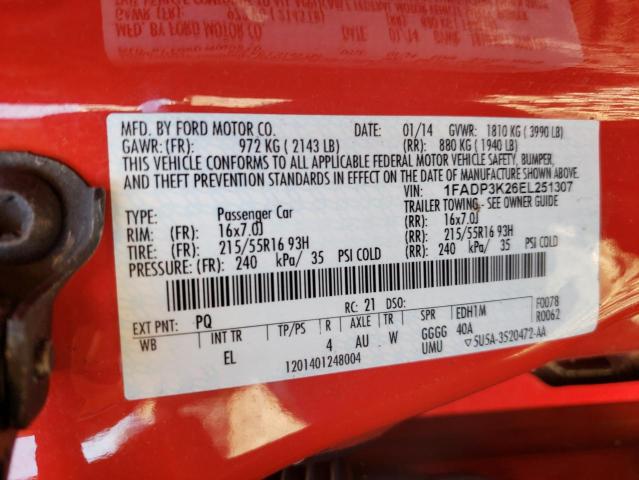 MFD. BY FORD MOTOR CO. DATE: 01/14 GVWR: 1810 KG ( 3990 LB)
GAWR: (FR): 972 KG ( 2143 LB) (RR): 880 KG ( 1940 LB)
THIS VEHICLE CONFORMS TO ALL APPLICABLE FEDERAL MOTOR VEHICLE SAFETY, BUMPER,
AND THEFT PREVENTION STANDARDS IN EFFECT ON THE DATE OF MANUFACTURE SHOWN ABOVE.
VIN: 1FADP3K26EL251307
TYPE: Passenger Car TRAILER TOWING - SEE OWNER GUIDE
RIM: (FR): 16x7.0J (RR): 16x7.0J
TIRE: (FR): 215/55R16 93H (RR): 215/55R16 93H
PRESSURE: (FR): 240 kPa/ 35 PSI COLD (RR): 240 kPa/ 35 PSI COLD
RC: 21 DSO:
EXT PNT: PQ
WB INT TR TP/PS R AXLE TR SPR EDH1M F0078
EL 4 AU W GGGG 40A R0062
UMU 5U5A-3520472-AA
1201401248004